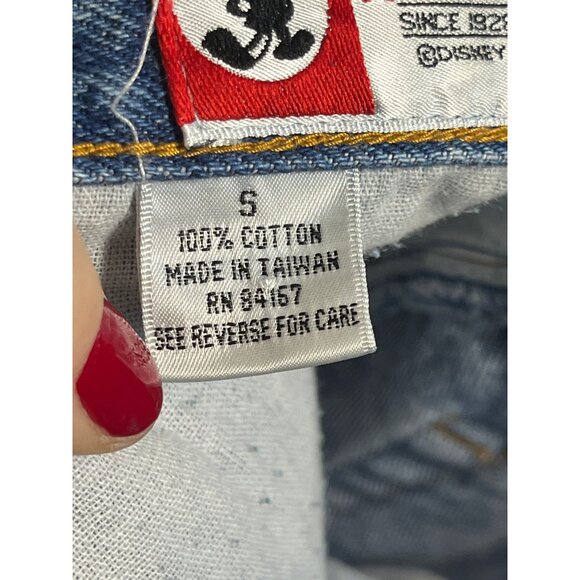 SINCE 1928
©DISNEY
S
100% COTTON
MADE IN TAIWAN
RN 84167
SEE REVERSE FOR CARE